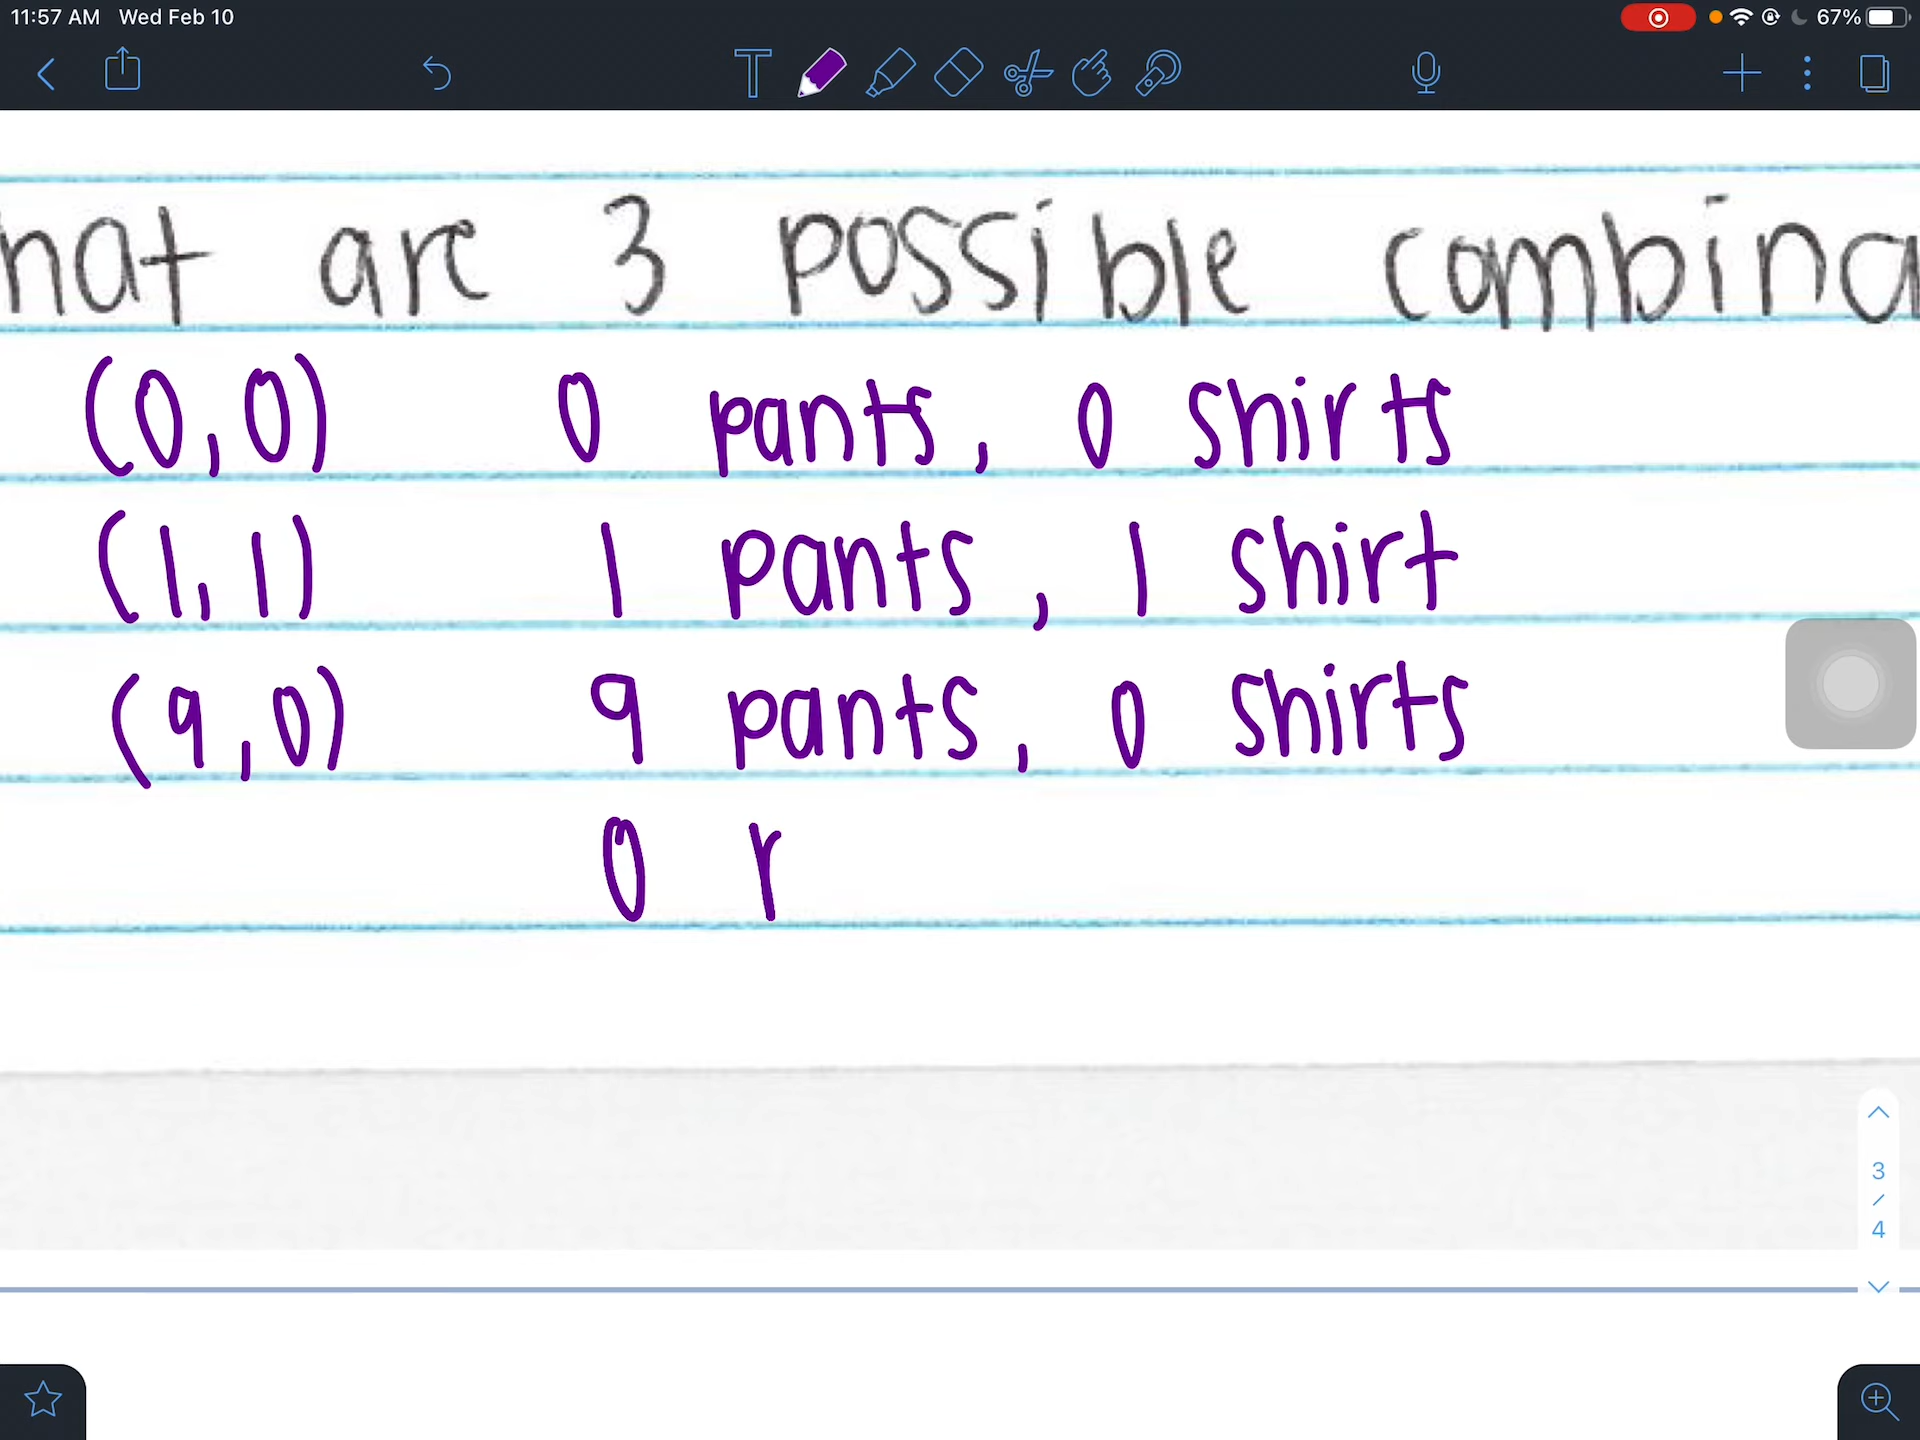 11:57 AM Wed Feb 10
67%
T
hat are 3 possible combina
(0,0) 0 pants, 0 shirts
(1,1) 1 pants, 1 shirt
(9,0) 9 pants, 0 shirts
0 r
3
/
4